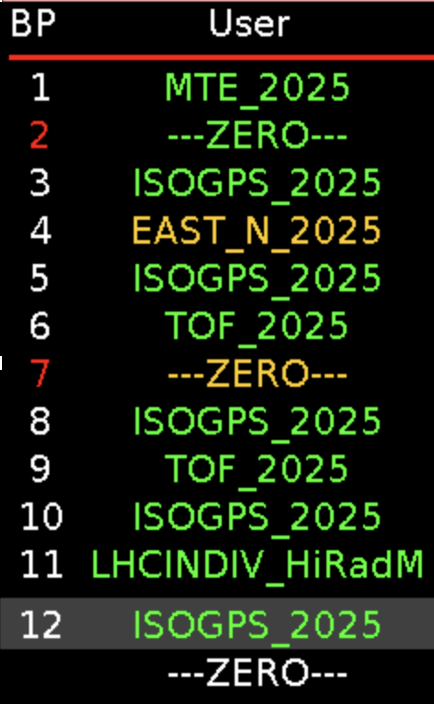 BP User
1 MTE_2025
2 ---ZERO---
3 ISOGPS_2025
4 EAST_N_2025
5 ISOGPS_2025
6 TOF_2025
7 ---ZERO---
8 ISOGPS_2025
9 TOF_2025
10 ISOGPS_2025
11 LHCINDIV_HiRadM
12 ISOGPS_2025
---ZERO---